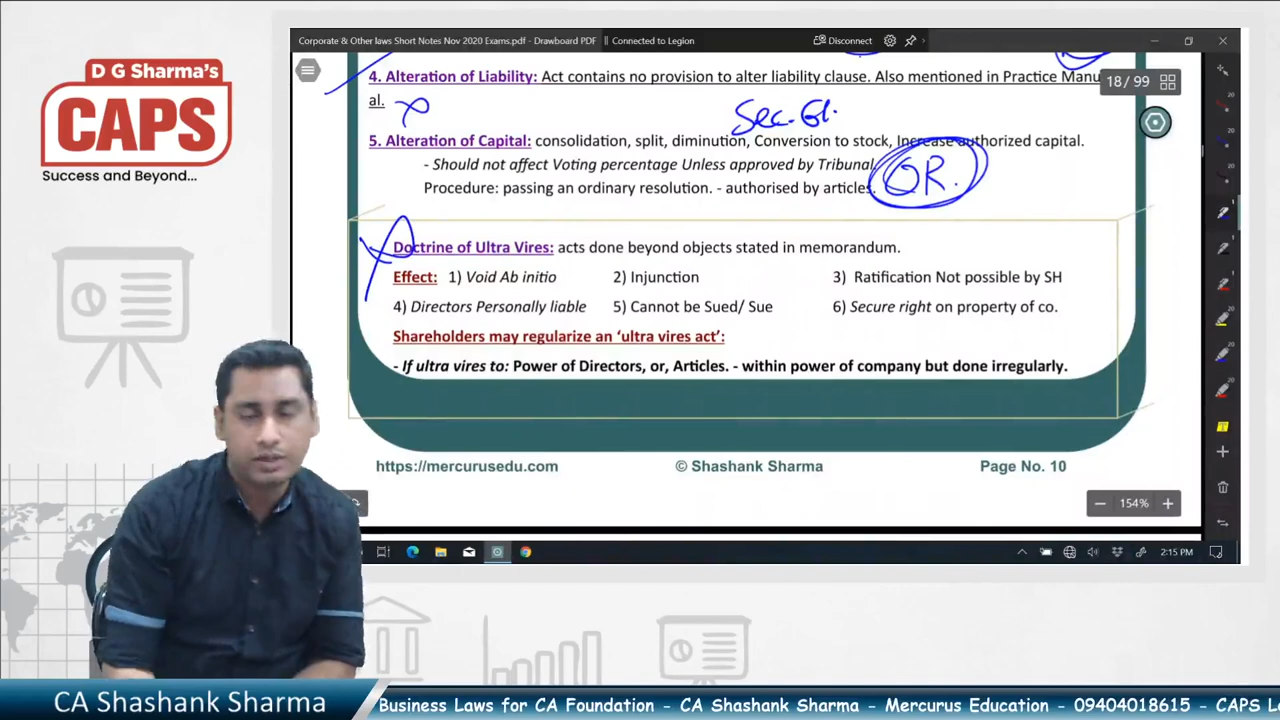 D G Sharma's
CAPS
Success and Beyond...
Corporate & Other laws Short Notes Nov 2020 Exams.pdf - Drawboard PDF
Connected to Legion
Disconnect
18 / 99
4. Alteration of Liability: Act contains no provision to alter liability clause. Also mentioned in Practice Manu
al.
Sec. 61.
5. Alteration of Capital: consolidation, split, diminution, Conversion to stock, Increase authorized capital.
- Should not affect Voting percentage Unless approved by Tribunal.
Procedure: passing an ordinary resolution. - authorised by articles.
OR.
Doctrine of Ultra Vires: acts done beyond objects stated in memorandum.
Effect: 1) Void Ab initio 2) Injunction 3) Ratification Not possible by SH
4) Directors Personally liable 5) Cannot be Sued/ Sue 6) Secure right on property of co.
Shareholders may regularize an ‘ultra vires act’:
- If ultra vires to: Power of Directors, or, Articles. - within power of company but done irregularly.
https://mercurusedu.com © Shashank Sharma Page No. 10
154%
2:15 PM
CA Shashank Sharma
Business Laws for CA Foundation - CA Shashank Sharma - Mercurus Education - 09404018615 - CAPS L